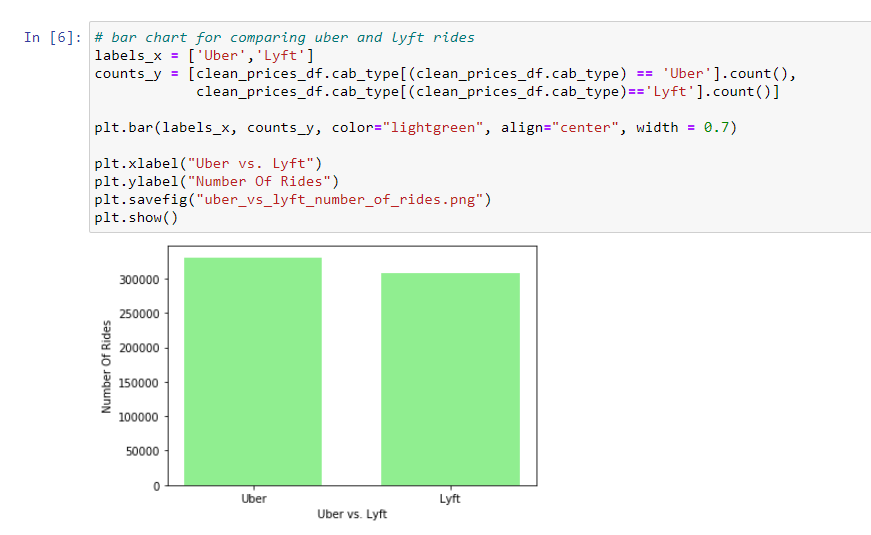 In [6]: # bar chart for comparing uber and lyft rides
labels_x = ['Uber','Lyft']
counts_y = [clean_prices_df.cab_type[(clean_prices_df.cab_type) == 'Uber'].count(),
            clean_prices_df.cab_type[(clean_prices_df.cab_type)=='Lyft'].count()]
plt.bar(labels_x, counts_y, color="lightgreen", align="center", width = 0.7)
plt.xlabel("Uber vs. Lyft")
plt.ylabel("Number Of Rides")
plt.savefig("uber_vs_lyft_number_of_rides.png")
plt.show()
Number Of Rides
300000
250000
200000
150000
100000
50000
0
Uber Lyft
Uber vs. Lyft